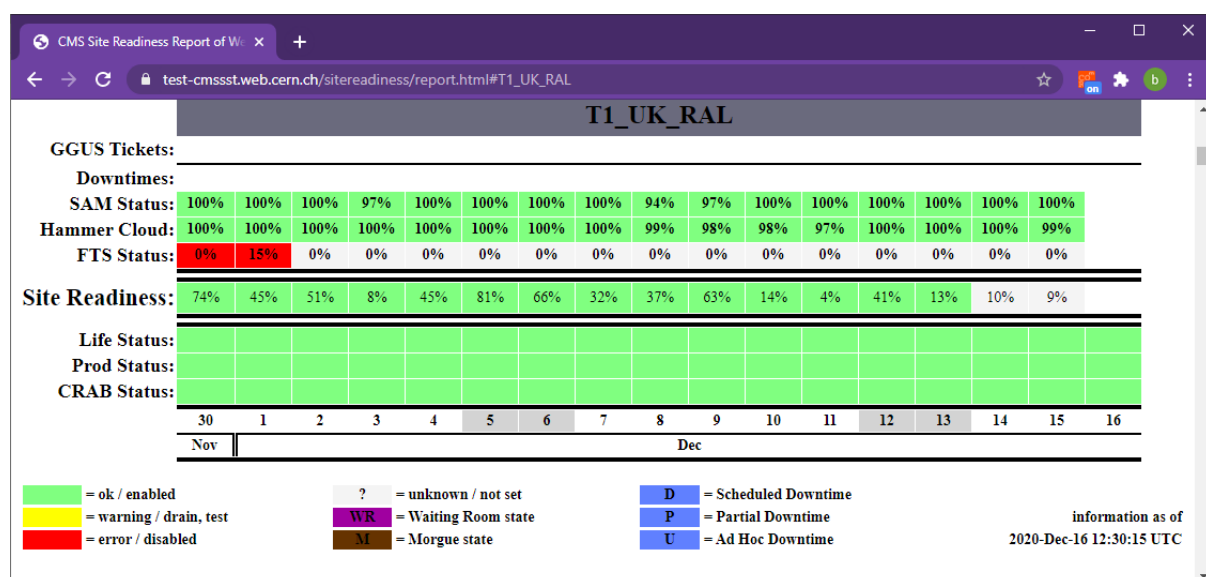 CMS Site Readiness Report of We
test-cmssst.web.cern.ch/sitereadiness/report.html#T1_UK_RAL
on
b
T1_UK_RAL
GGUS Tickets:
Downtimes:
SAM Status: 100% 100% 100% 97% 100% 100% 100% 100% 94% 97% 100% 100% 100% 100% 100% 100%
Hammer Cloud: 100% 100% 100% 100% 100% 100% 100% 100% 99% 98% 98% 97% 100% 100% 100% 99%
FTS Status: 0% 15% 0% 0% 0% 0% 0% 0% 0% 0% 0% 0% 0% 0% 0% 0%
Site Readiness: 74% 45% 51% 8% 45% 81% 66% 32% 37% 63% 14% 4% 41% 13% 10% 9%
Life Status:
Prod Status:
CRAB Status:
30 1 2 3 4 5 6 7 8 9 10 11 12 13 14 15 16
Nov Dec
= ok / enabled ? = unknown / not set D = Scheduled Downtime
= warning / drain, test WR = Waiting Room state P = Partial Downtime information as of
= error / disabled M = Morgue state U = Ad Hoc Downtime 2020-Dec-16 12:30:15 UTC